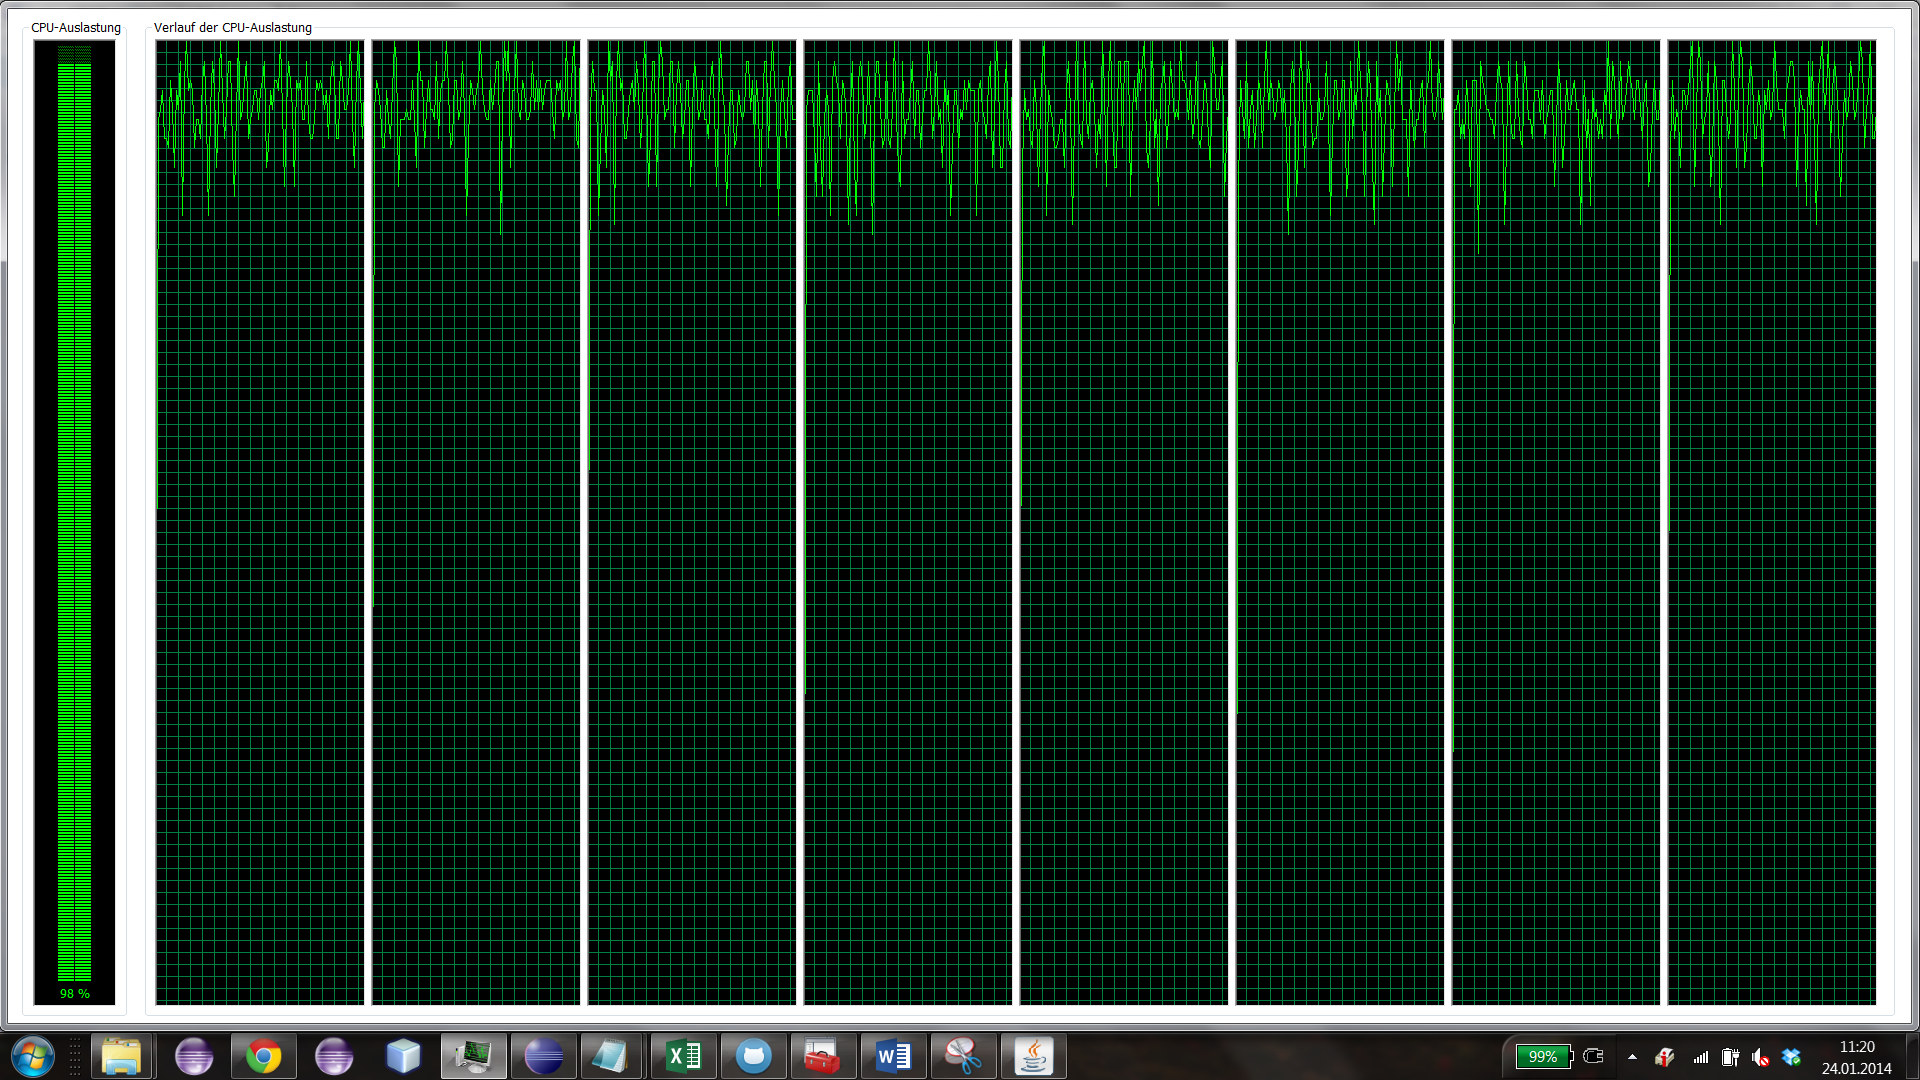 CPU-Auslastung
Verlauf der CPU-Auslastung
98 %
99%
11:20
24.01.2014